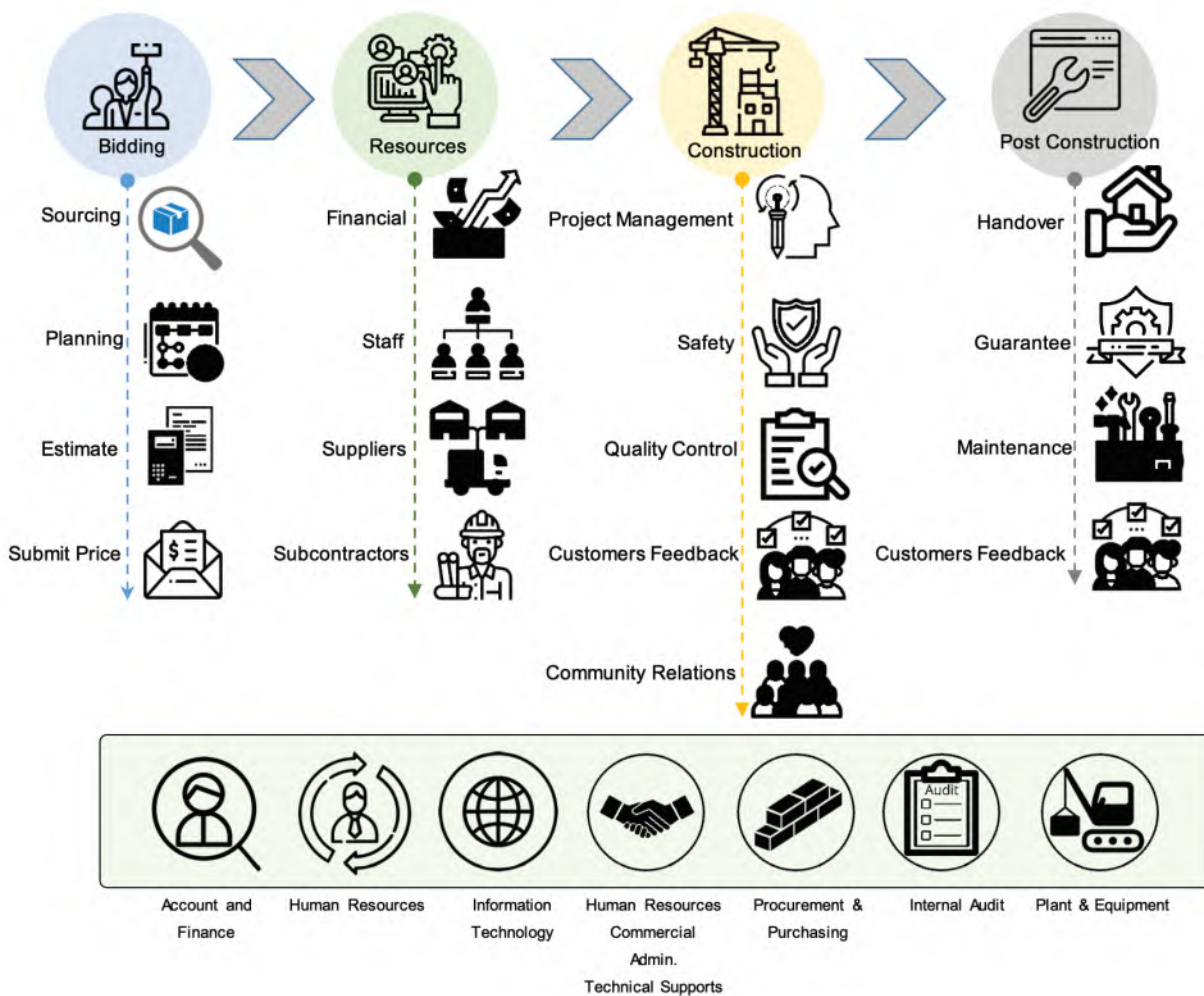 Bidding
Resources
Construction
Post Construction
Sourcing
Financial
Project Management
Handover
Planning
Staff
Safety
Guarantee
Estimate
Suppliers
Quality Control
Maintenance
Submit Price
$
Subcontractors
Customers Feedback
...
Customers Feedback
...
Community Relations
Audit
Account and
Finance
Human Resources
Information
Technology
Human Resources
Commercial
Admin.
Technical Supports
Procurement &
Purchasing
Internal Audit
Plant & Equipment